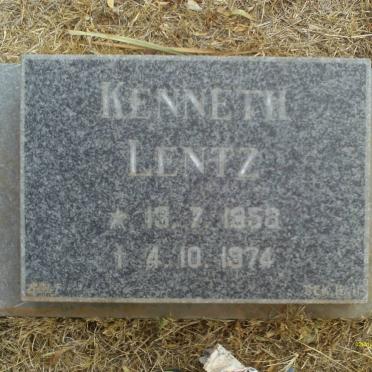 KENNETH
LENTZ
* 13.7.1958
† 4.10.1974